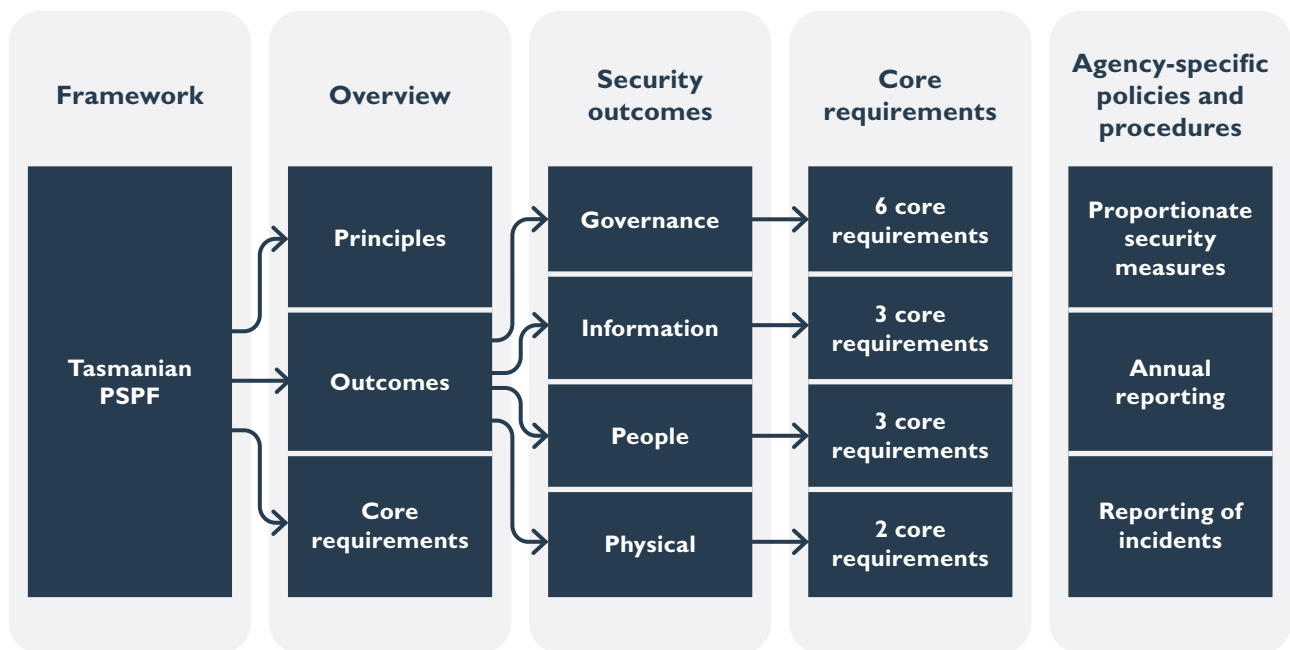 Framework
Tasmanian
PSPF
Overview
Principles
Outcomes
Core
requirements
Security
outcomes
Governance
Information
People
Physical
Core
requirements
6 core
requirements
3 core
requirements
3 core
requirements
2 core
requirements
Agency-specific
policies and
procedures
Proportionate
security
measures
Annual
reporting
Reporting of
incidents